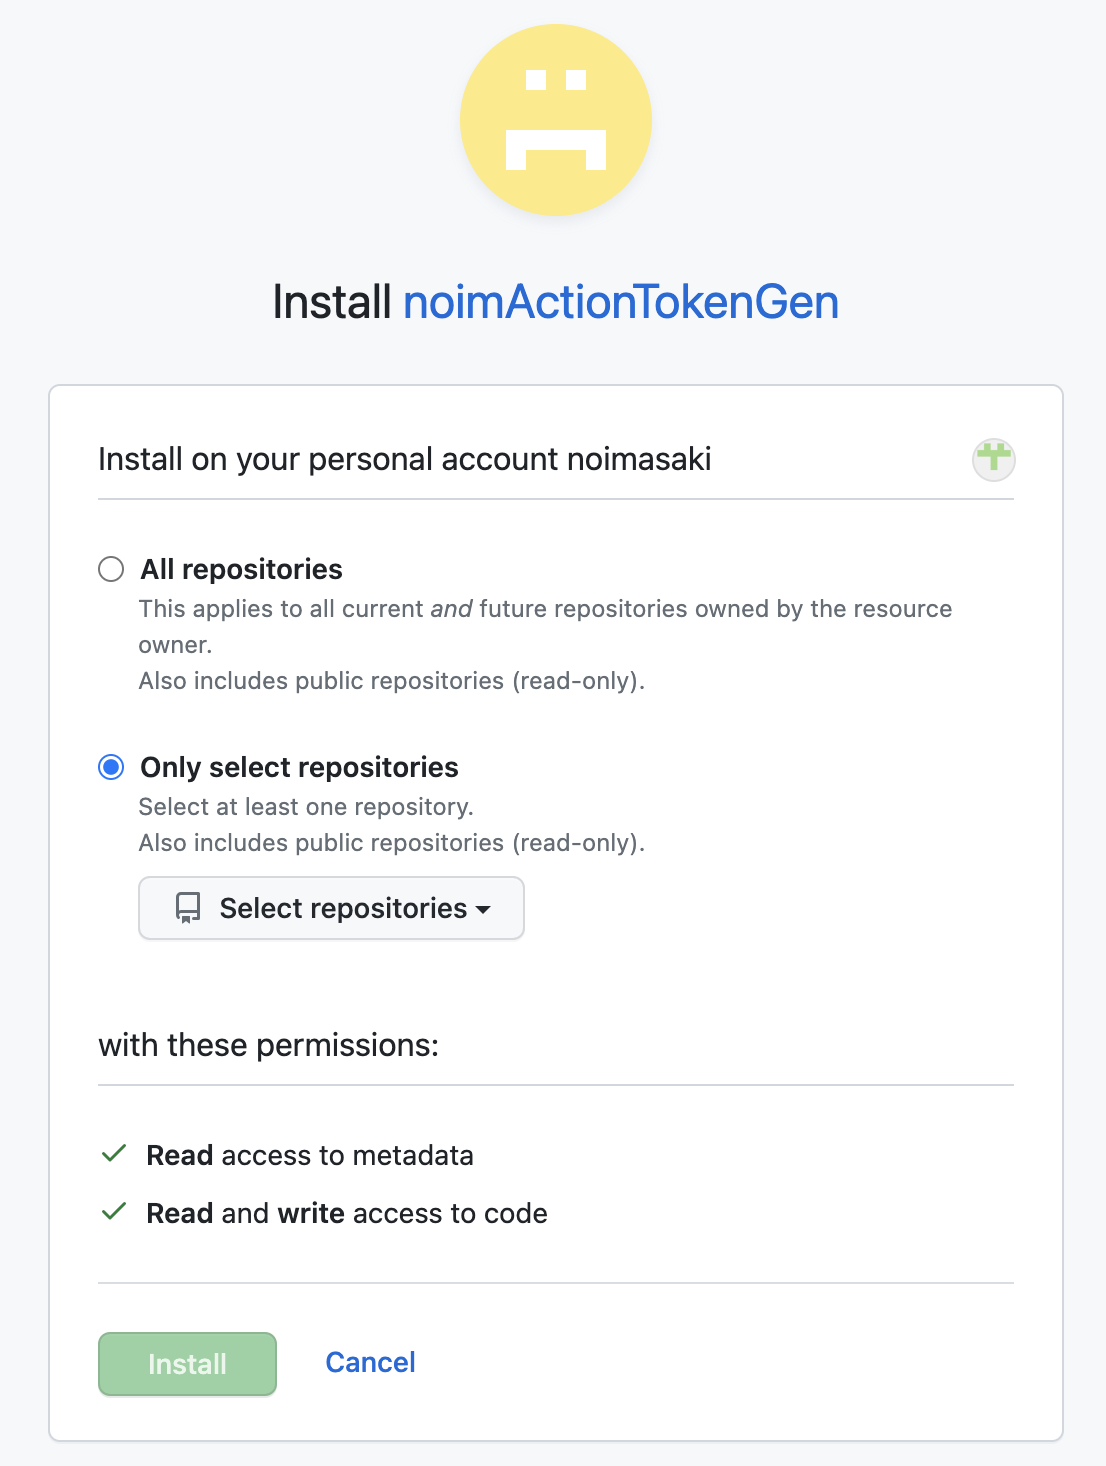 Install noimActionTokenGen
Install on your personal account noimasaki
All repositories
This applies to all current and future repositories owned by the resource
owner.
Also includes public repositories (read-only).
Only select repositories
Select at least one repository.
Also includes public repositories (read-only).
Select repositories
with these permissions:
Read access to metadata
Read and write access to code
Install
Cancel